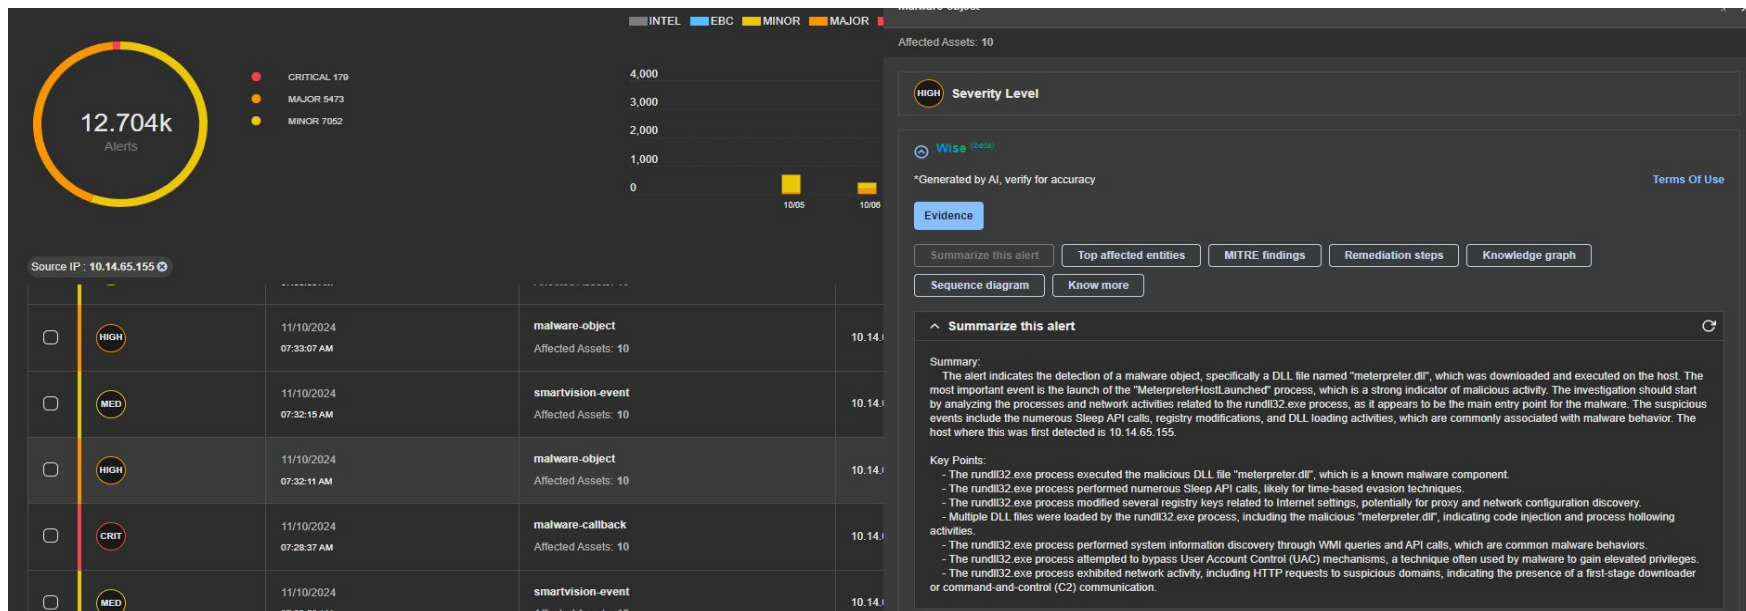 INTEL EBC MINOR MAJOR
12.704k
Alerts
CRITICAL 179
MAJOR 5473
MINOR 7052
4,000
3,000
2,000
1,000
0
10/05 10/06
Source IP : 10.14.65.155
HIGH
11/10/2024
07:33:07 AM
malware-object
Affected Assets: 10
10.14.
MED
11/10/2024
07:32:15 AM
smartvision-event
Affected Assets: 10
10.14.
HIGH
11/10/2024
07:32:11 AM
malware-object
Affected Assets: 10
10.14.
CRIT
11/10/2024
07:28:37 AM
malware-callback
Affected Assets: 10
10.14.
MED
11/10/2024
smartvision-event
10.14.
malware-object
Affected Assets: 10
HIGH Severity Level
Wise (beta)
*Generated by AI, verify for accuracy
Terms Of Use
Evidence
Summarize this alert Top affected entities MITRE findings Remediation steps Knowledge graph
Sequence diagram Know more
Summarize this alert
Summary:
The alert indicates the detection of a malware object, specifically a DLL file named "meterpreter.dll", which was downloaded and executed on the host. The
most important event is the launch of the "MeterpreterHostLaunched" process, which is a strong indicator of malicious activity. The investigation should start
by analyzing the processes and network activities related to the rundll32.exe process, as it appears to be the main entry point for the malware. The suspicious
events include the numerous Sleep API calls, registry modifications, and DLL loading activities, which are commonly associated with malware behavior. The
host where this was first detected is 10.14.65.155.
Key Points:
- The rundll32.exe process executed the malicious DLL file "meterpreter.dll", which is a known malware component.
- The rundll32.exe process performed numerous Sleep API calls, likely for time-based evasion techniques.
- The rundll32.exe process modified several registry keys related to Internet settings, potentially for proxy and network configuration discovery.
- Multiple DLL files were loaded by the rundll32.exe process, including the malicious "meterpreter.dll", indicating code injection and process hollowing
activities.
- The rundll32.exe process performed system information discovery through WMI queries and API calls, which are common malware behaviors.
- The rundll32.exe process attempted to bypass User Account Control (UAC) mechanisms, a technique often used by malware to gain elevated privileges.
- The rundll32.exe process exhibited network activity, including HTTP requests to suspicious domains, indicating the presence of a first-stage downloader
or command-and-control (C2) communication.